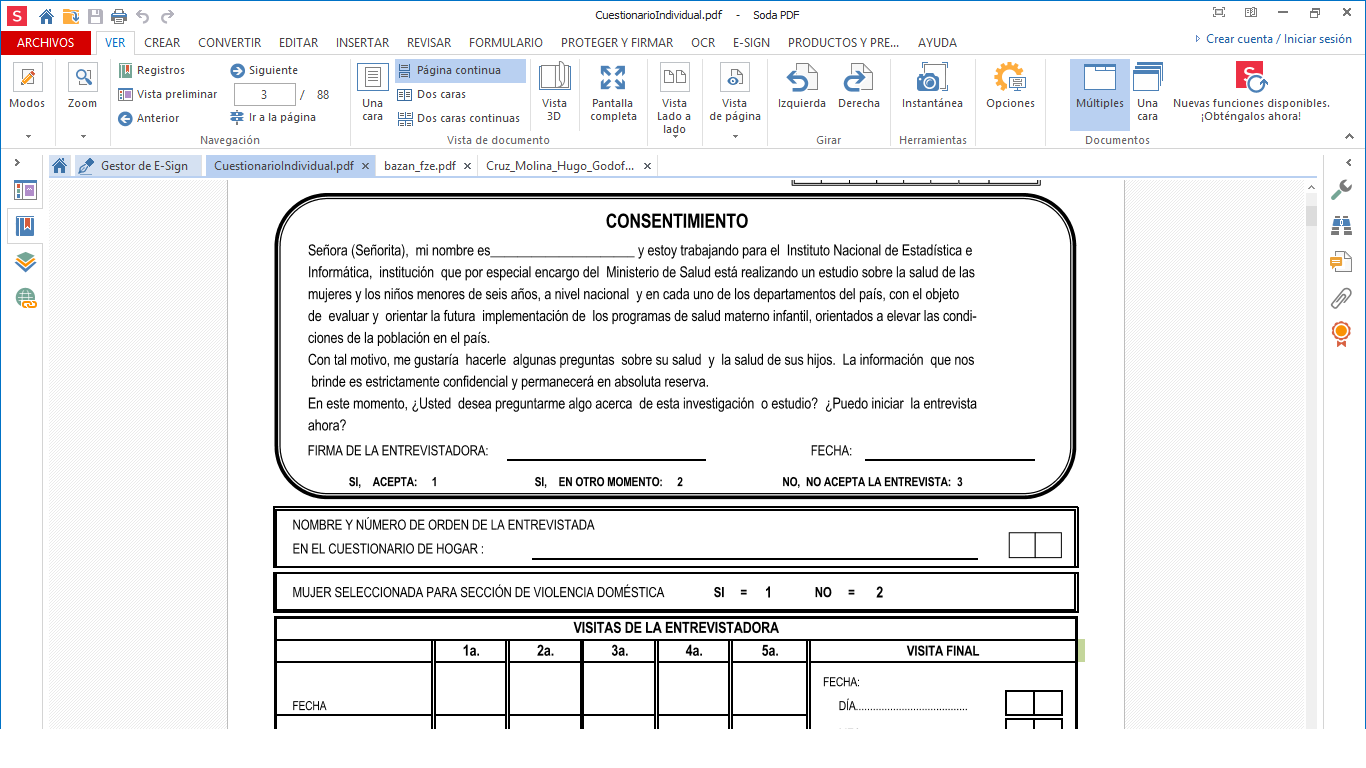 CuestionarioIndividual.pdf - Soda PDF
ARCHIVOS VER CREAR CONVERTIR EDITAR INSERTAR REVISAR FORMULARIO PROTEGER Y FIRMAR OCR E-SIGN PRODUCTOS Y PRE... AYUDA
Crear cuenta / Iniciar sesión
Modos
Zoom
Registros
Vista preliminar
Anterior
Siguiente
3 / 88
Ir a la página
Navegación
Una cara
Página continua
Dos caras
Dos caras continuas
Vista 3D
Pantalla completa
Vista Lado a lado
Vista de página
Vista de documento
Izquierda
Derecha
Girar
Instantánea
Herramientas
Opciones
Múltiples
Una cara
Documentos
Nuevas funciones disponibles.
¡Obténgalos ahora!
Gestor de E-Sign CuestionarioIndividual.pdf bazan_fze.pdf Cruz_Molina_Hugo_Godof...
CONSENTIMIENTO
Señora (Señorita), mi nombre es______________________ y estoy trabajando para el Instituto Nacional de Estadística e
Informática, institución que por especial encargo del Ministerio de Salud está realizando un estudio sobre la salud de las
mujeres y los niños menores de seis años, a nivel nacional y en cada uno de los departamentos del país, con el objeto
de evaluar y orientar la futura implementación de los programas de salud materno infantil, orientados a elevar las condi-
ciones de la población en el país.
Con tal motivo, me gustaría hacerle algunas preguntas sobre su salud y la salud de sus hijos. La información que nos
brinde es estrictamente confidencial y permanecerá en absoluta reserva.
En este momento, ¿Usted desea preguntarme algo acerca de esta investigación o estudio? ¿Puedo iniciar la entrevista
ahora?
FIRMA DE LA ENTREVISTADORA: FECHA:
SI, ACEPTA: 1 SI, EN OTRO MOMENTO: 2 NO, NO ACEPTA LA ENTREVISTA: 3
NOMBRE Y NÚMERO DE ORDEN DE LA ENTREVISTADA
EN EL CUESTIONARIO DE HOGAR :
MUJER SELECCIONADA PARA SECCIÓN DE VIOLENCIA DOMÉSTICA SI = 1 NO = 2
VISITAS DE LA ENTREVISTADORA
1a. 2a. 3a. 4a. 5a. VISITA FINAL
FECHA:
FECHA DÍA.....................................